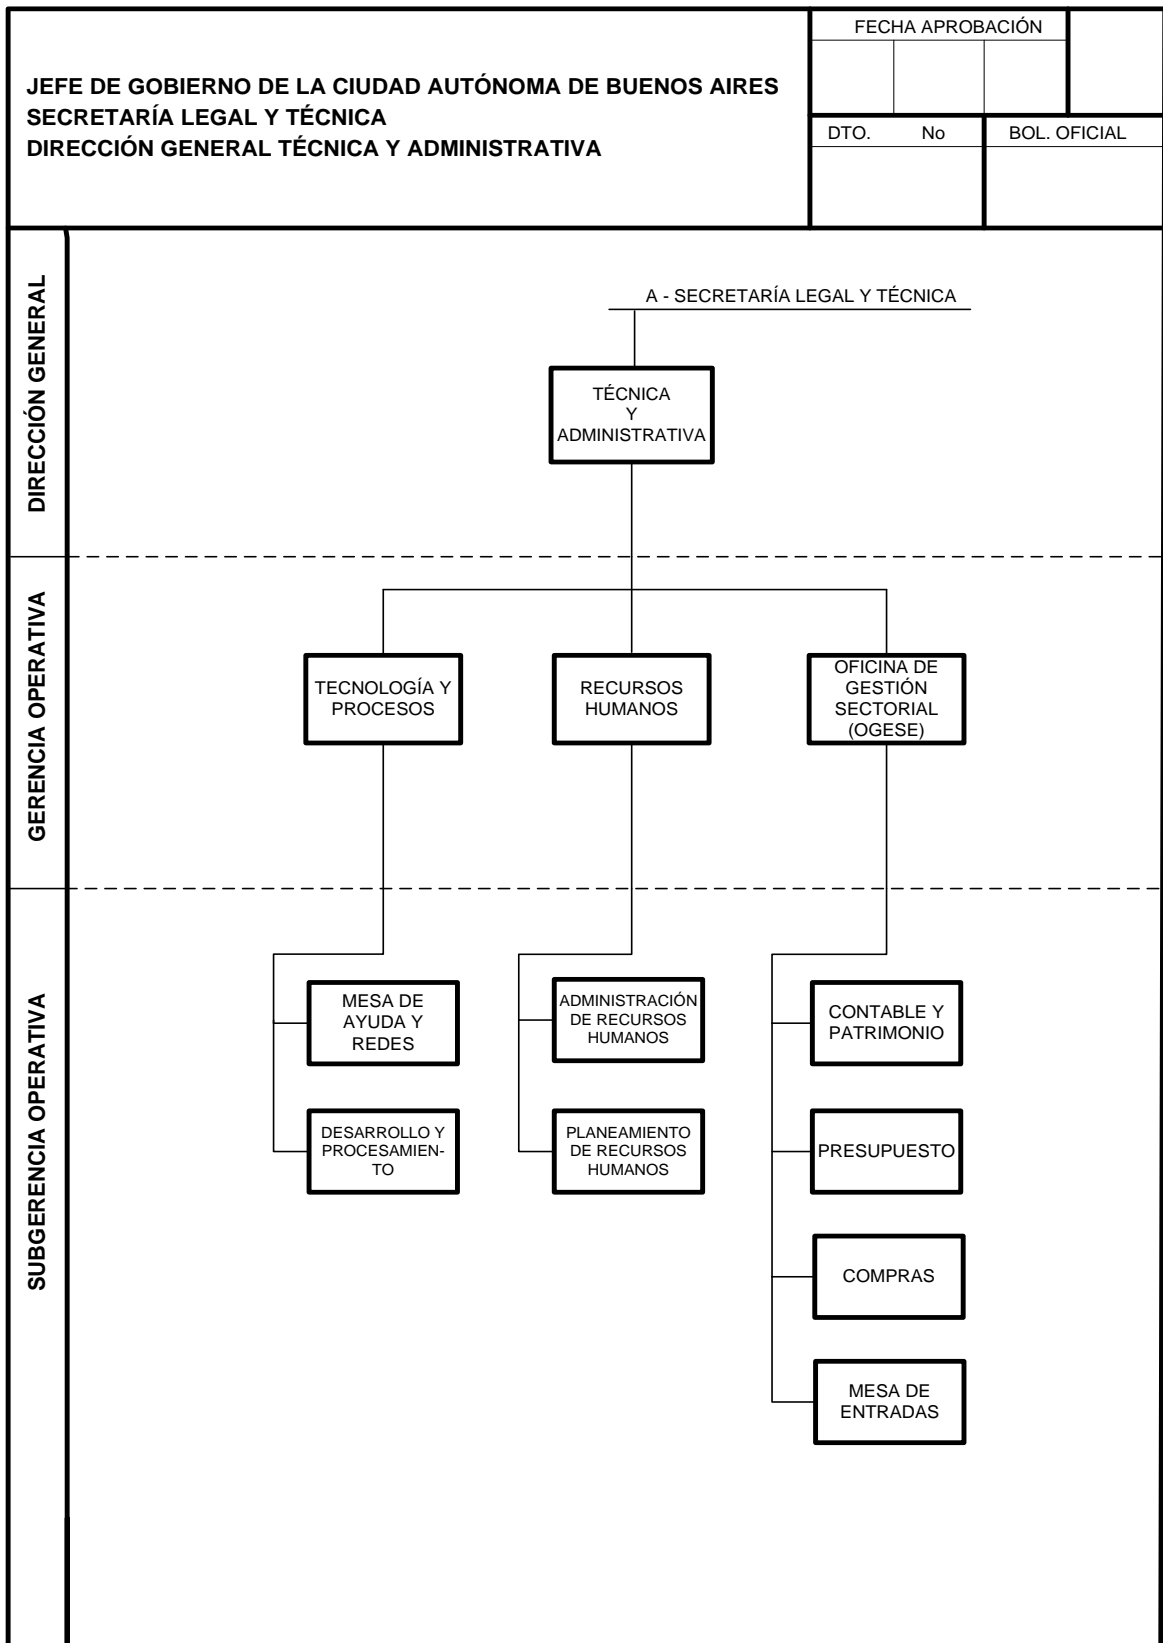 JEFE DE GOBIERNO DE LA CIUDAD AUTÓNOMA DE BUENOS AIRES
SECRETARÍA LEGAL Y TÉCNICA
DIRECCIÓN GENERAL TÉCNICA Y ADMINISTRATIVA
FECHA APROBACIÓN
DTO. No
BOL. OFICIAL
DIRECCIÓN GENERAL
A - SECRETARÍA LEGAL Y TÉCNICA
TÉCNICA
Y
ADMINISTRATIVA
GERENCIA OPERATIVA
TECNOLOGÍA Y
PROCESOS
RECURSOS
HUMANOS
OFICINA DE
GESTIÓN
SECTORIAL
(OGESE)
SUBGERENCIA OPERATIVA
MESA DE
AYUDA Y
REDES
DESARROLLO Y
PROCESAMIEN-
TO
ADMINISTRACIÓN
DE RECURSOS
HUMANOS
PLANEAMIENTO
DE RECURSOS
HUMANOS
CONTABLE Y
PATRIMONIO
PRESUPUESTO
COMPRAS
MESA DE
ENTRADAS